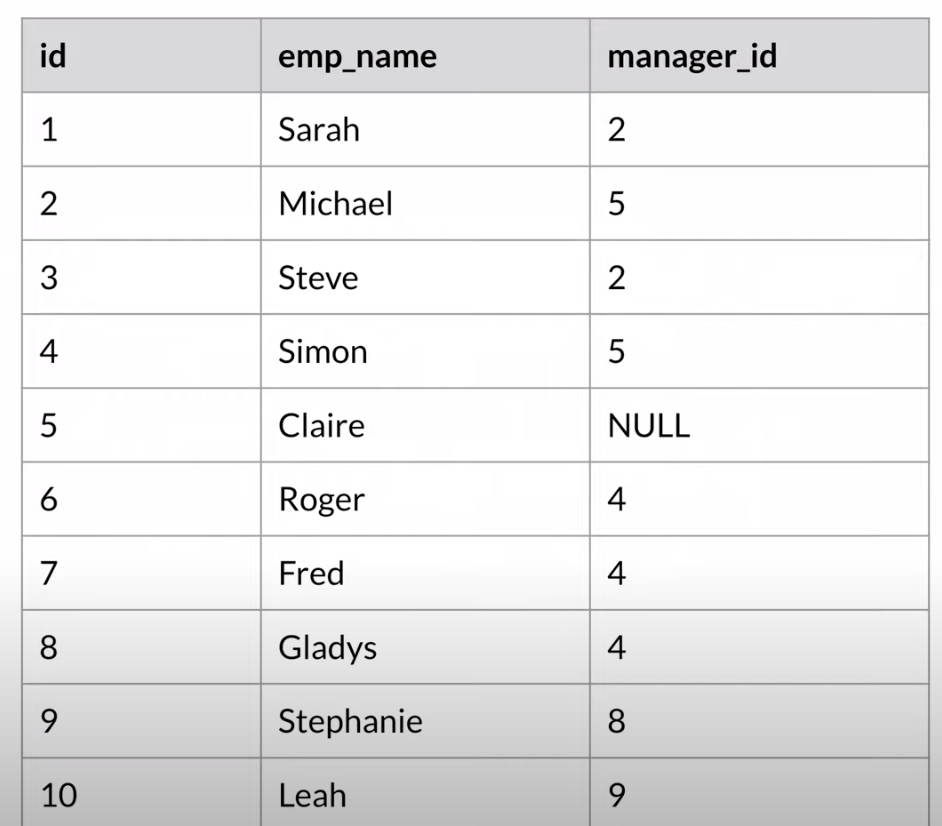 id emp_name manager_id
1 Sarah 2
2 Michael 5
3 Steve 2
4 Simon 5
5 Claire NULL
6 Roger 4
7 Fred 4
8 Gladys 4
9 Stephanie 8
10 Leah 9